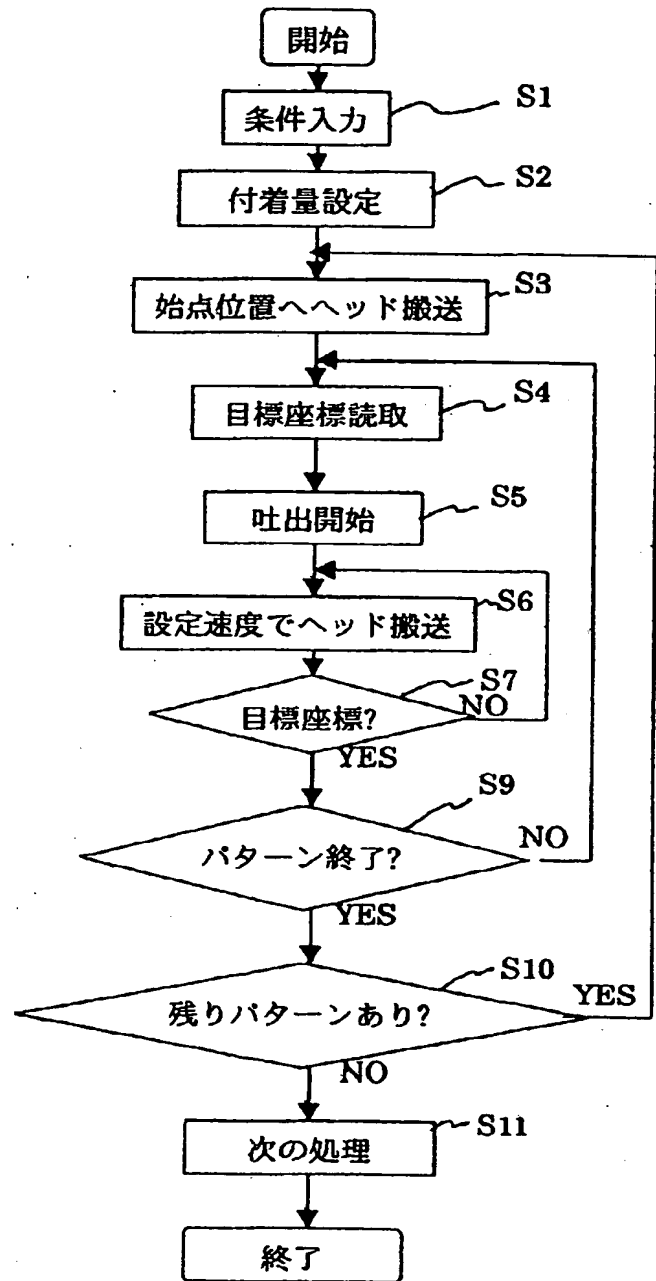 開始
条件入力
S1
付着量設定
S2
始点位置へヘッド搬送
S3
目標座標読取
S4
吐出開始
S5
設定速度でヘッド搬送
S6
目標座標?
S7
NO
YES
パターン終了?
S9
NO
YES
残りパターンあり?
S10
YES
NO
次の処理
S11
終了